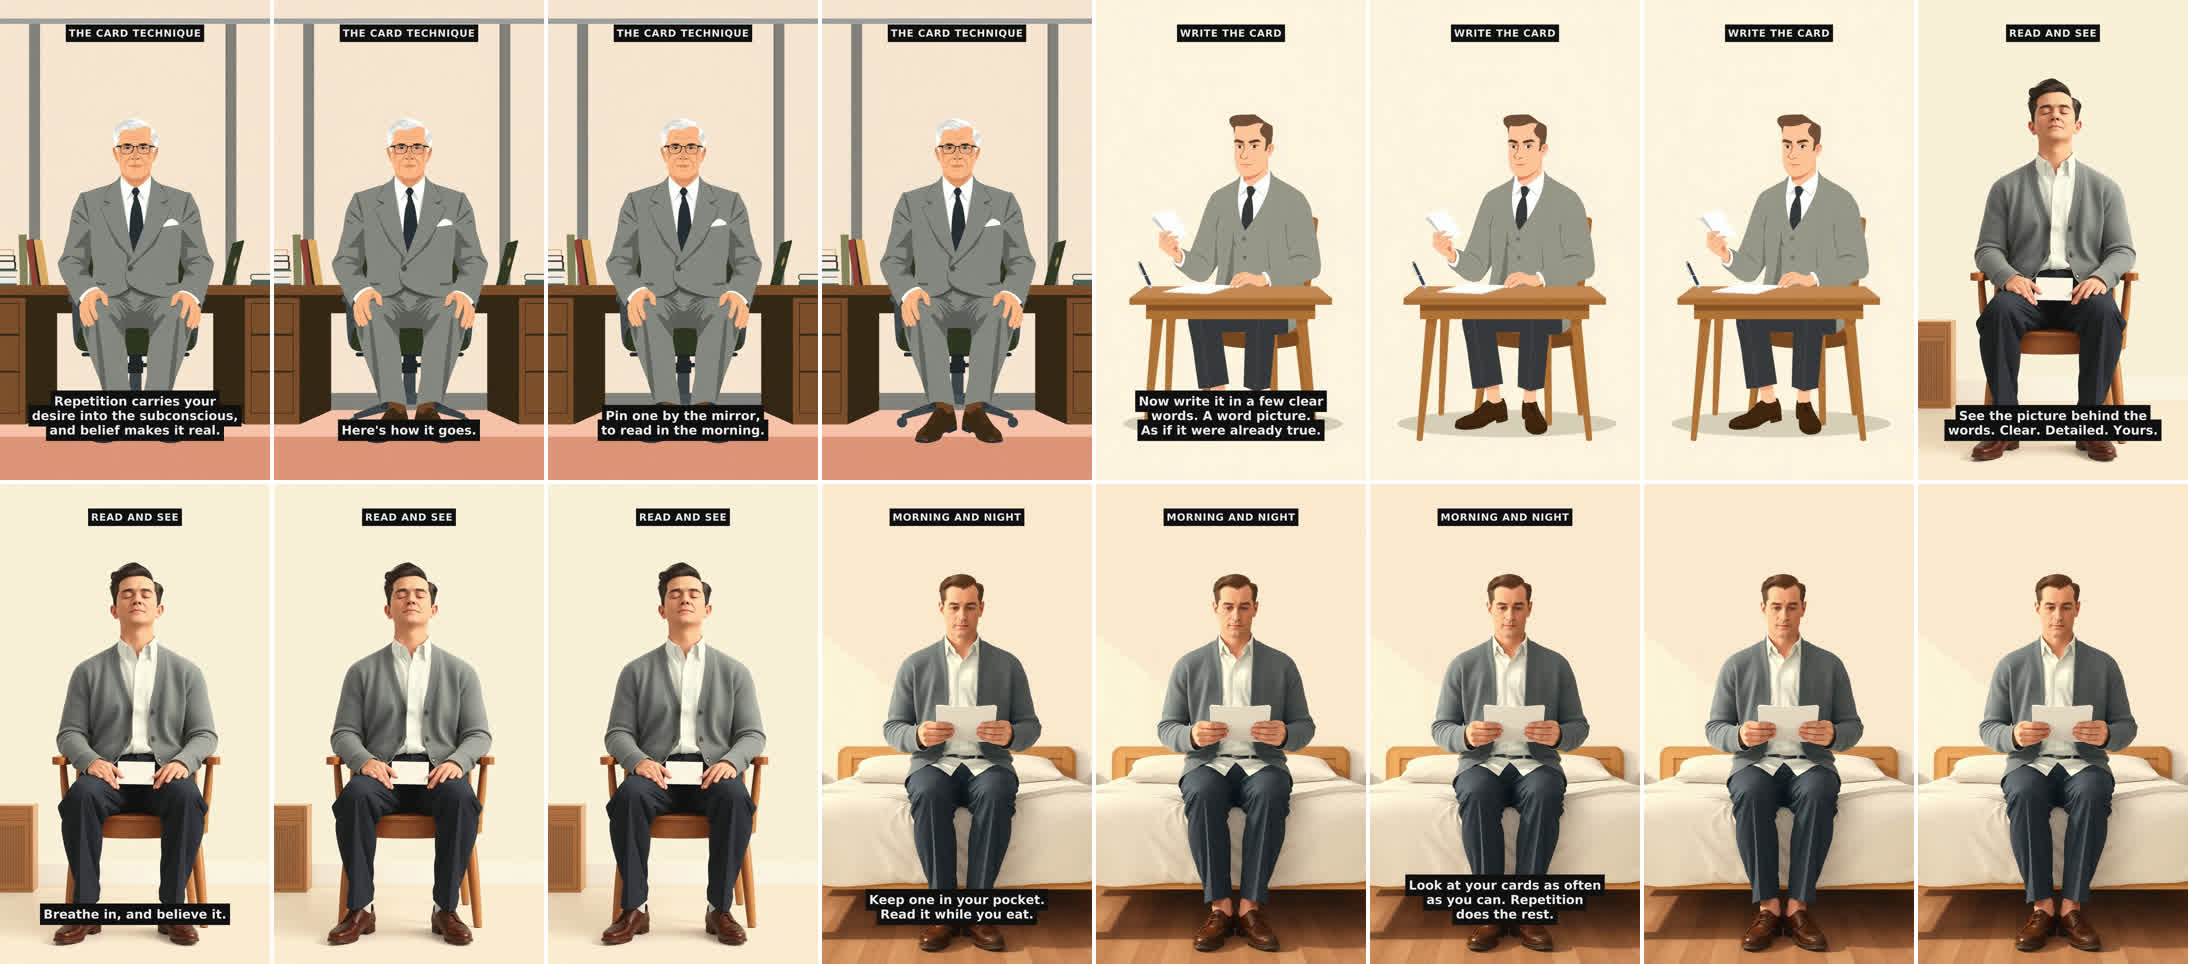 THE CARD TECHNIQUE
Repetition carries your
desire into the subconscious,
and belief makes it real.
THE CARD TECHNIQUE
Here's how it goes.
THE CARD TECHNIQUE
Pin one by the mirror,
to read in the morning.
THE CARD TECHNIQUE
WRITE THE CARD
Now write it in a few clear
words. A word picture.
As if it were already true.
WRITE THE CARD
WRITE THE CARD
READ AND SEE
See the picture behind the
words. Clear. Detailed. Yours.
READ AND SEE
Breathe in, and believe it.
READ AND SEE
READ AND SEE
MORNING AND NIGHT
Keep one in your pocket.
Read it while you eat.
MORNING AND NIGHT
MORNING AND NIGHT
Look at your cards as often
as you can. Repetition
does the rest.